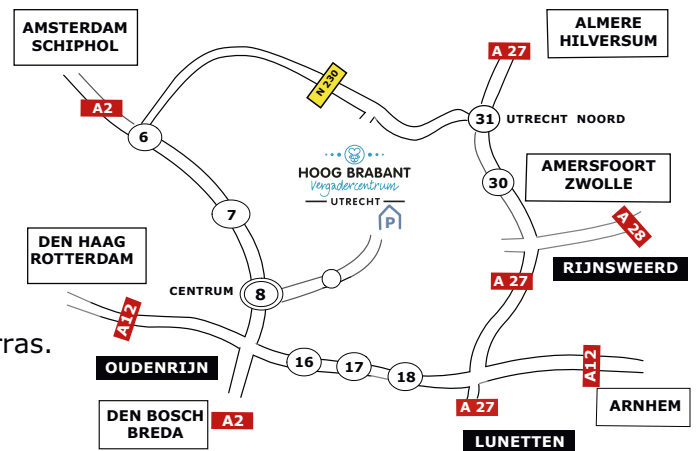 AMSTERDAM
SCHIPHOL
ALMERE
HILVERSUM
A 27
N 230
A2
6
31
UTRECHT NOORD
HOOG BRABANT
Vergadercentrum
UTRECHT
P
30
AMERSFOORT
ZWOLLE
7
A 28
DEN HAAG
ROTTERDAM
RIJNSWEERD
CENTRUM
8
A 27
A12
rras.
OUDENRIJN
16
17
18
A12
DEN BOSCH
BREDA
A2
A 27
ARNHEM
LUNETTEN